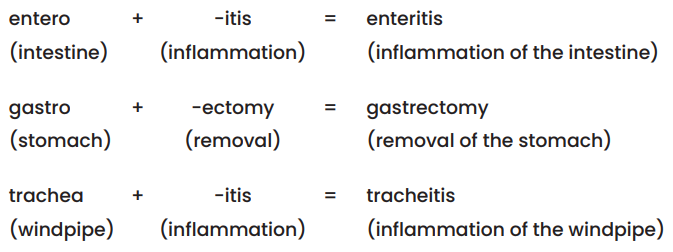 entero + -itis = enteritis
(intestine) (inflammation) (inflammation of the intestine)
gastro + -ectomy = gastrectomy
(stomach) (removal) (removal of the stomach)
trachea + -itis = tracheitis
(windpipe) (inflammation) (inflammation of the windpipe)